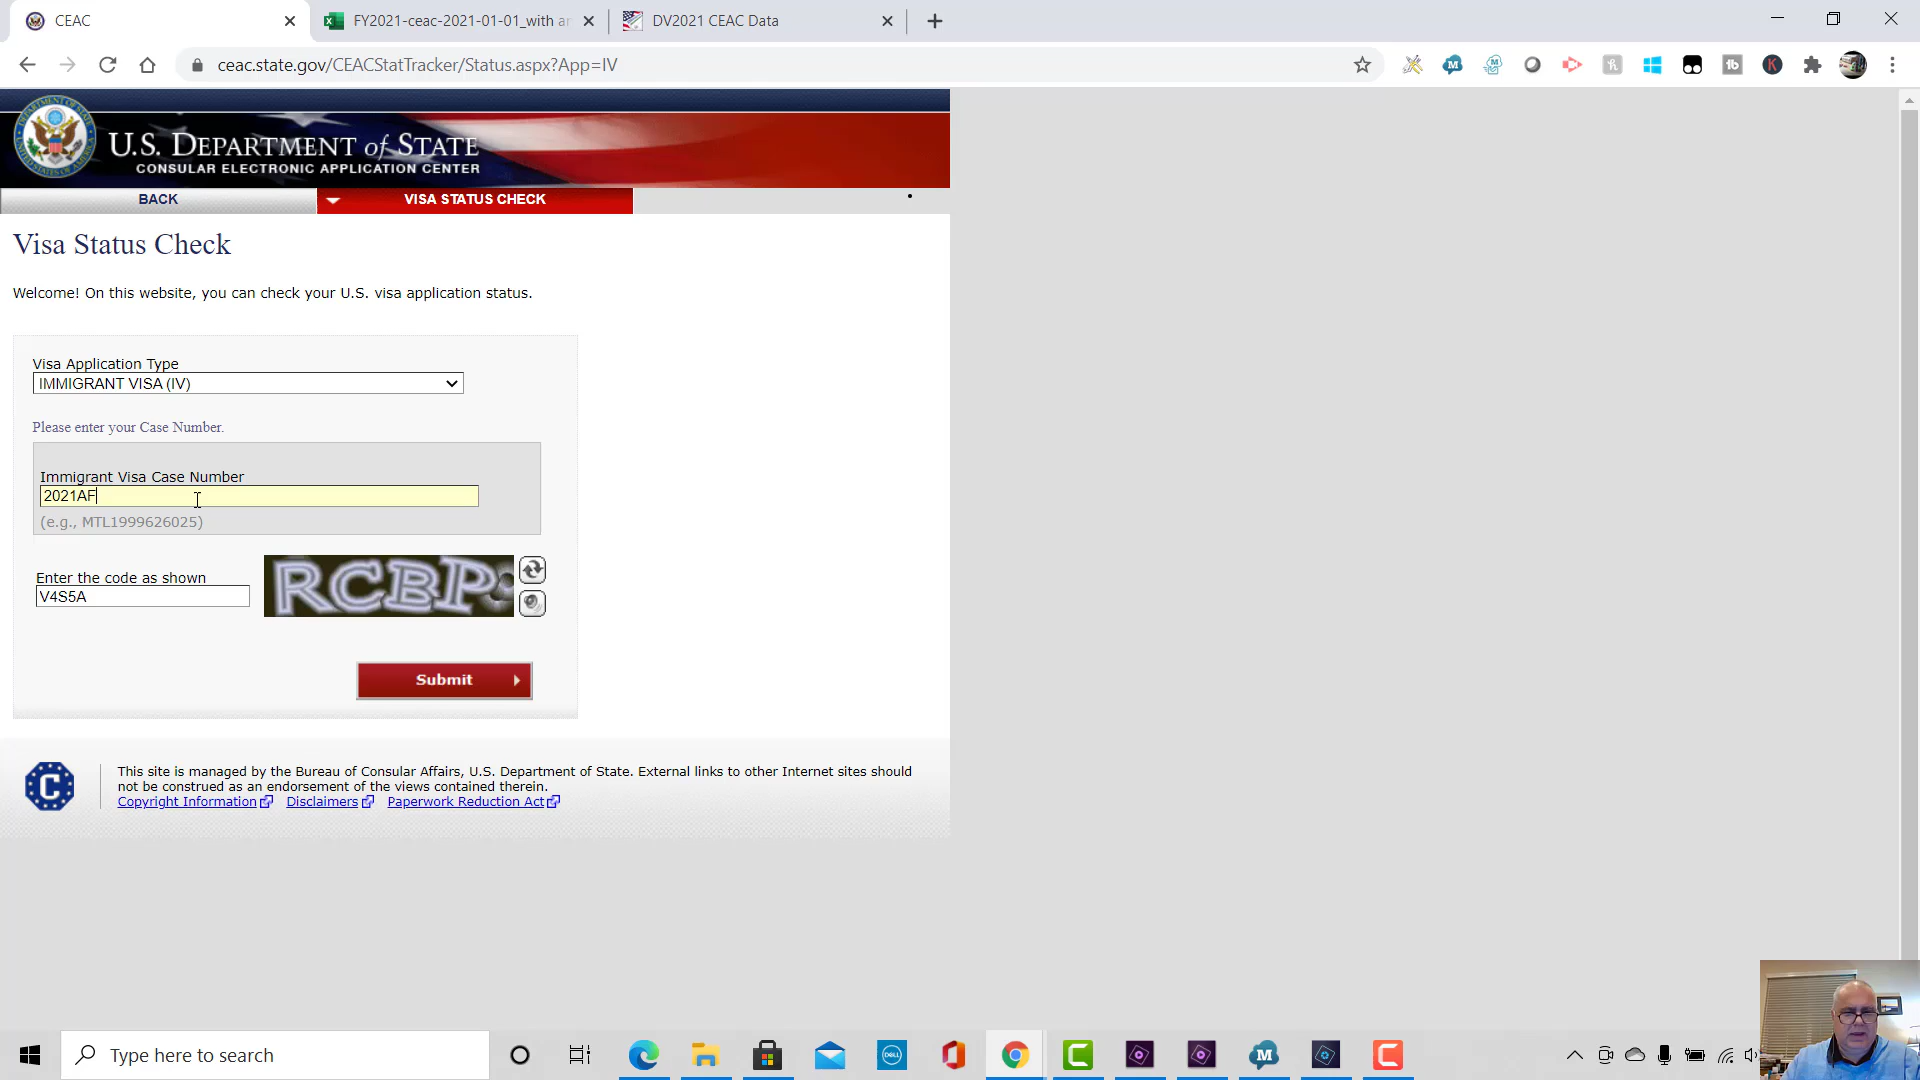 CEAC
FY2021-ceac-2021-01-01_with a
DV2021 CEAC Data
ceac.state.gov/CEACStatTracker/Status.aspx?App=IV
U.S. DEPARTMENT of STATE
CONSULAR ELECTRONIC APPLICATION CENTER
BACK
VISA STATUS CHECK
Visa Status Check
Welcome! On this website, you can check your U.S. visa application status.
Visa Application Type
IMMIGRANT VISA (IV)
Please enter your Case Number.
Immigrant Visa Case Number
2021AF
(e.g., MTL1999626025)
Enter the code as shown
V4S5A
RCBP
Submit
This site is managed by the Bureau of Consular Affairs, U.S. Department of State. External links to other Internet sites should
not be construed as an endorsement of the views contained therein.
Copyright Information Disclaimers Paperwork Reduction Act
Type here to search